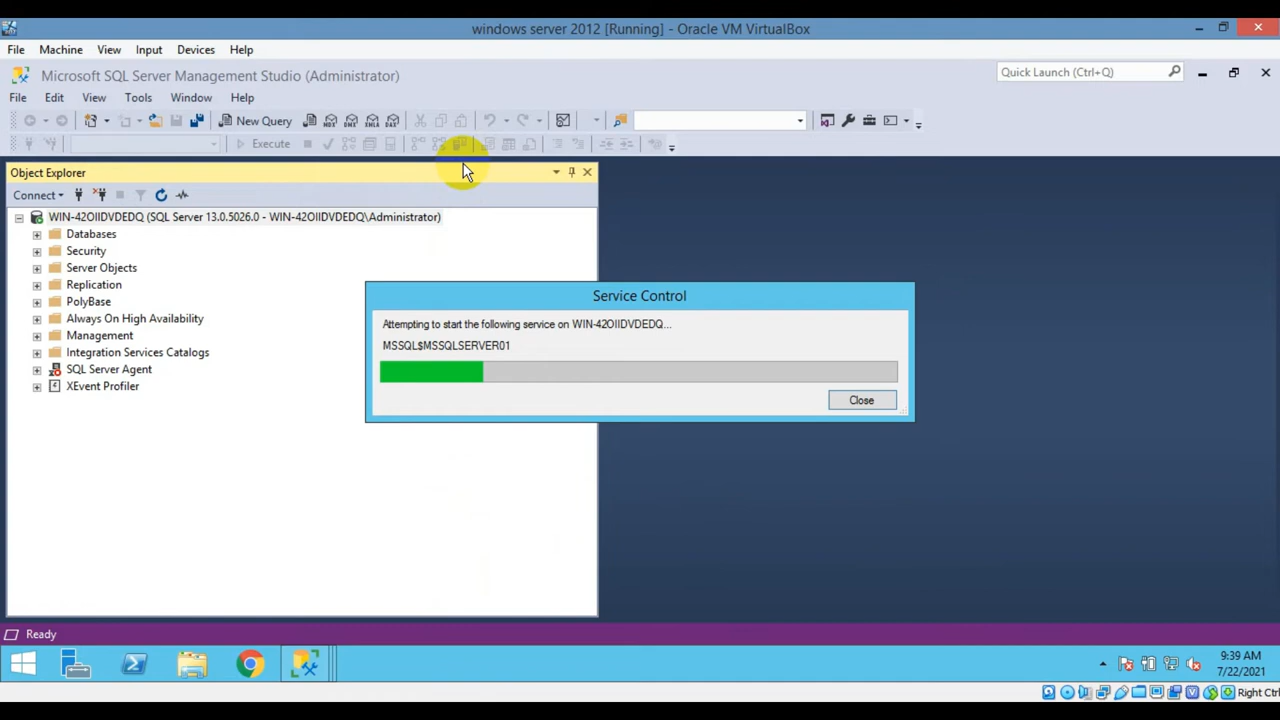 windows server 2012 [Running] - Oracle VM VirtualBox
File Machine View Input Devices Help
Microsoft SQL Server Management Studio (Administrator)
Quick Launch (Ctrl+Q)
File Edit View Tools Window Help
New Query
MDX DMX XMLA DAX
Execute
Object Explorer
Connect
WIN-42OIIDVDEDQ (SQL Server 13.0.5026.0 - WIN-42OIIDVDEDQ\Administrator)
Databases
Security
Server Objects
Replication
PolyBase
Always On High Availability
Management
Integration Services Catalogs
SQL Server Agent
XEvent Profiler
Service Control
Attempting to start the following service on WIN-42OIIDVDEDQ...
MSSQL$MSSQLSERVER01
Close
Ready
9:39 AM
7/22/2021
Right Ctrl